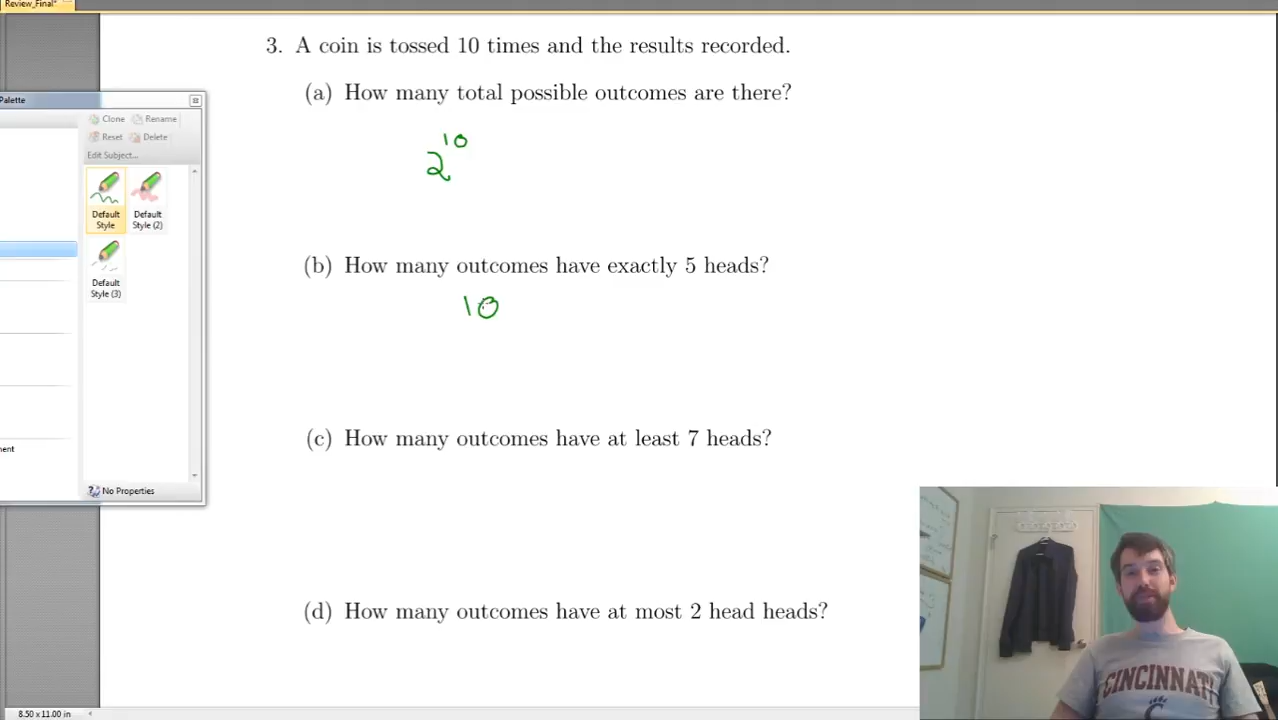 Review_Final*
3. A coin is tossed 10 times and the results recorded.
(a) How many total possible outcomes are there?
Palette
Clone Rename
Reset Delete
Edit Subject...
2^10
Default Style
Default Style (2)
Default Style (3)
(b) How many outcomes have exactly 5 heads?
10
(c) How many outcomes have at least 7 heads?
ment
No Properties
(d) How many outcomes have at most 2 head heads?
CINCINNATI
C
8.50 x 11.00 in